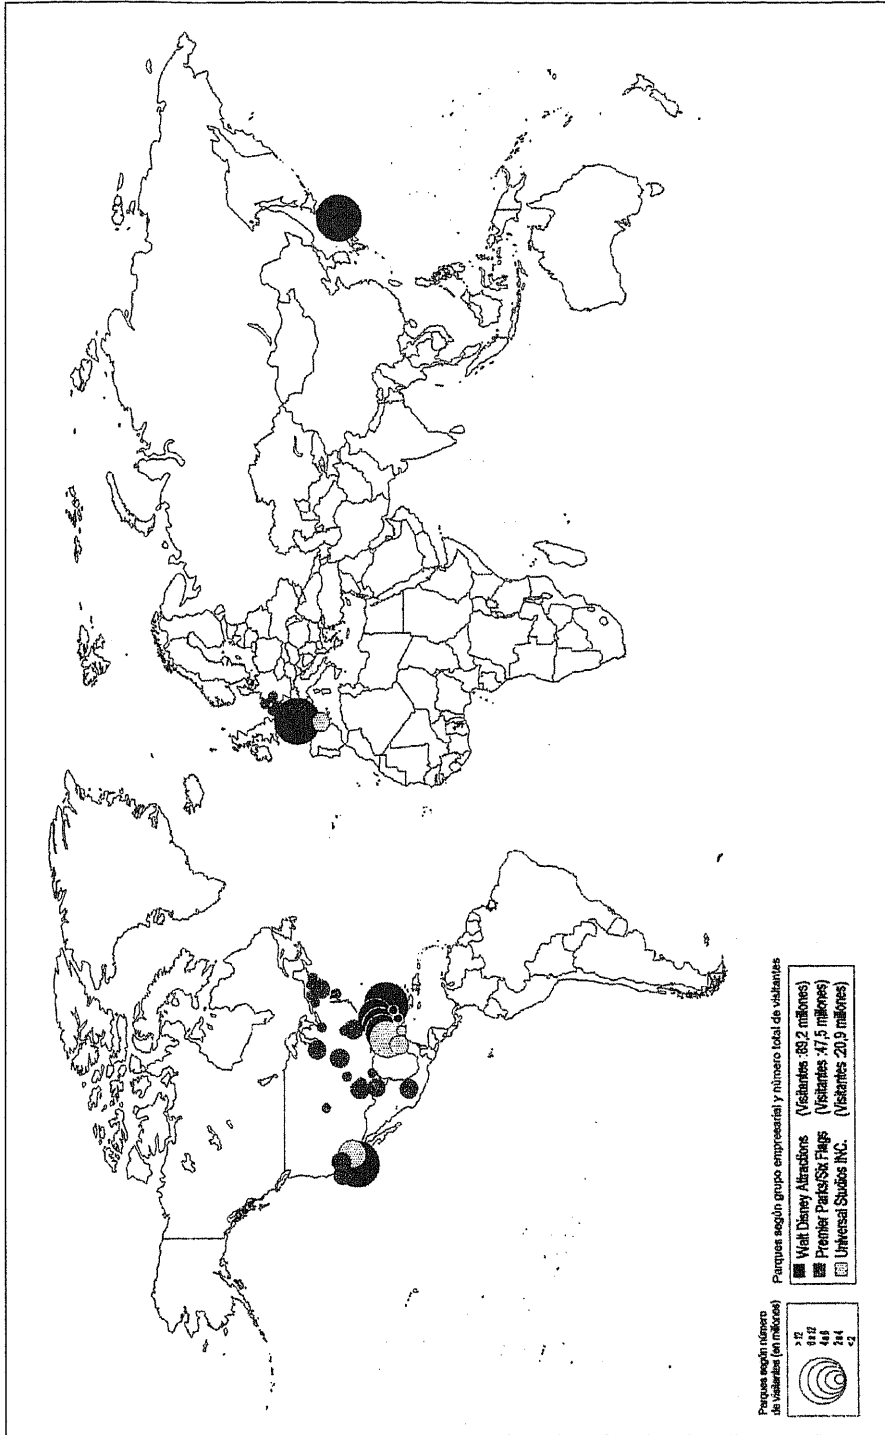 Parques según número
de visitantes (en millones)
> 12
6 a 12
4 a 6
2 a 4
< 2
Parques según grupo empresarial y número total de visitantes
Walt Disney Attractions (Visitantes :89,2 millones)
Premier Parks/Six Flags (Visitantes :47,5 millones)
Universal Studios INC. (Visitantes :20,9 millones)